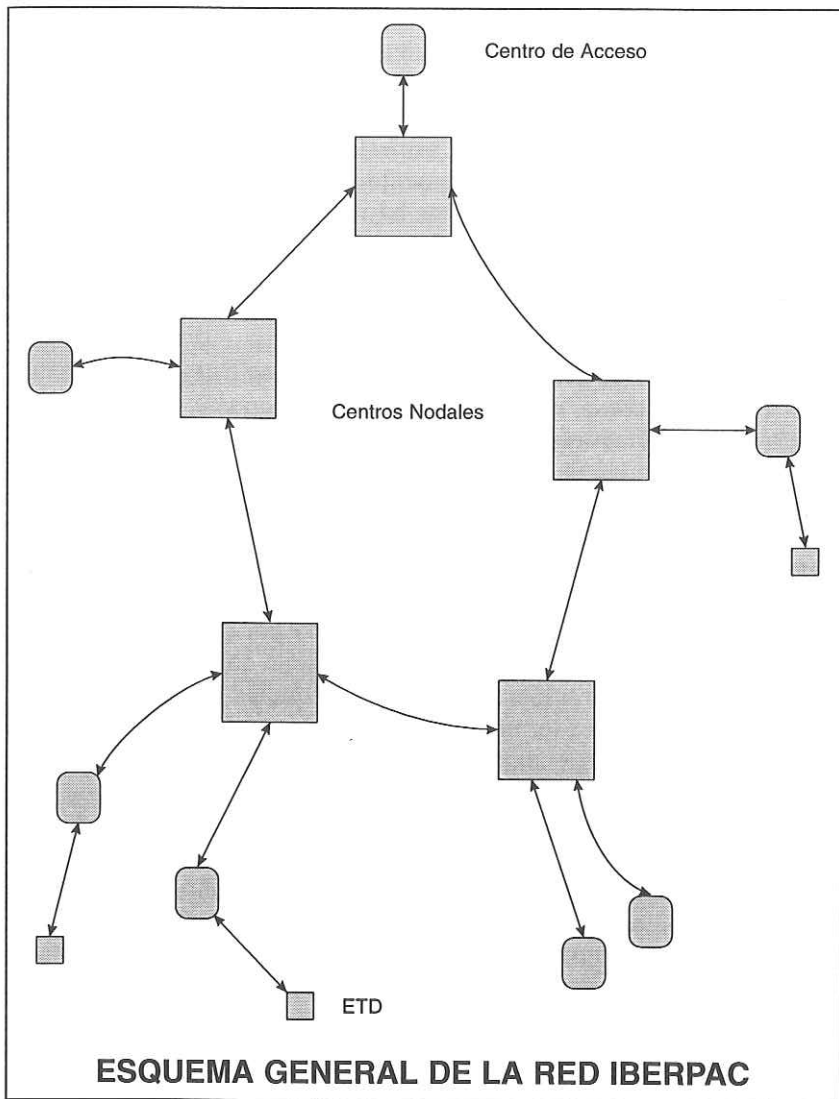 Centro de Acceso
Centros Nodales
ETD
ESQUEMA GENERAL DE LA RED IBERPAC